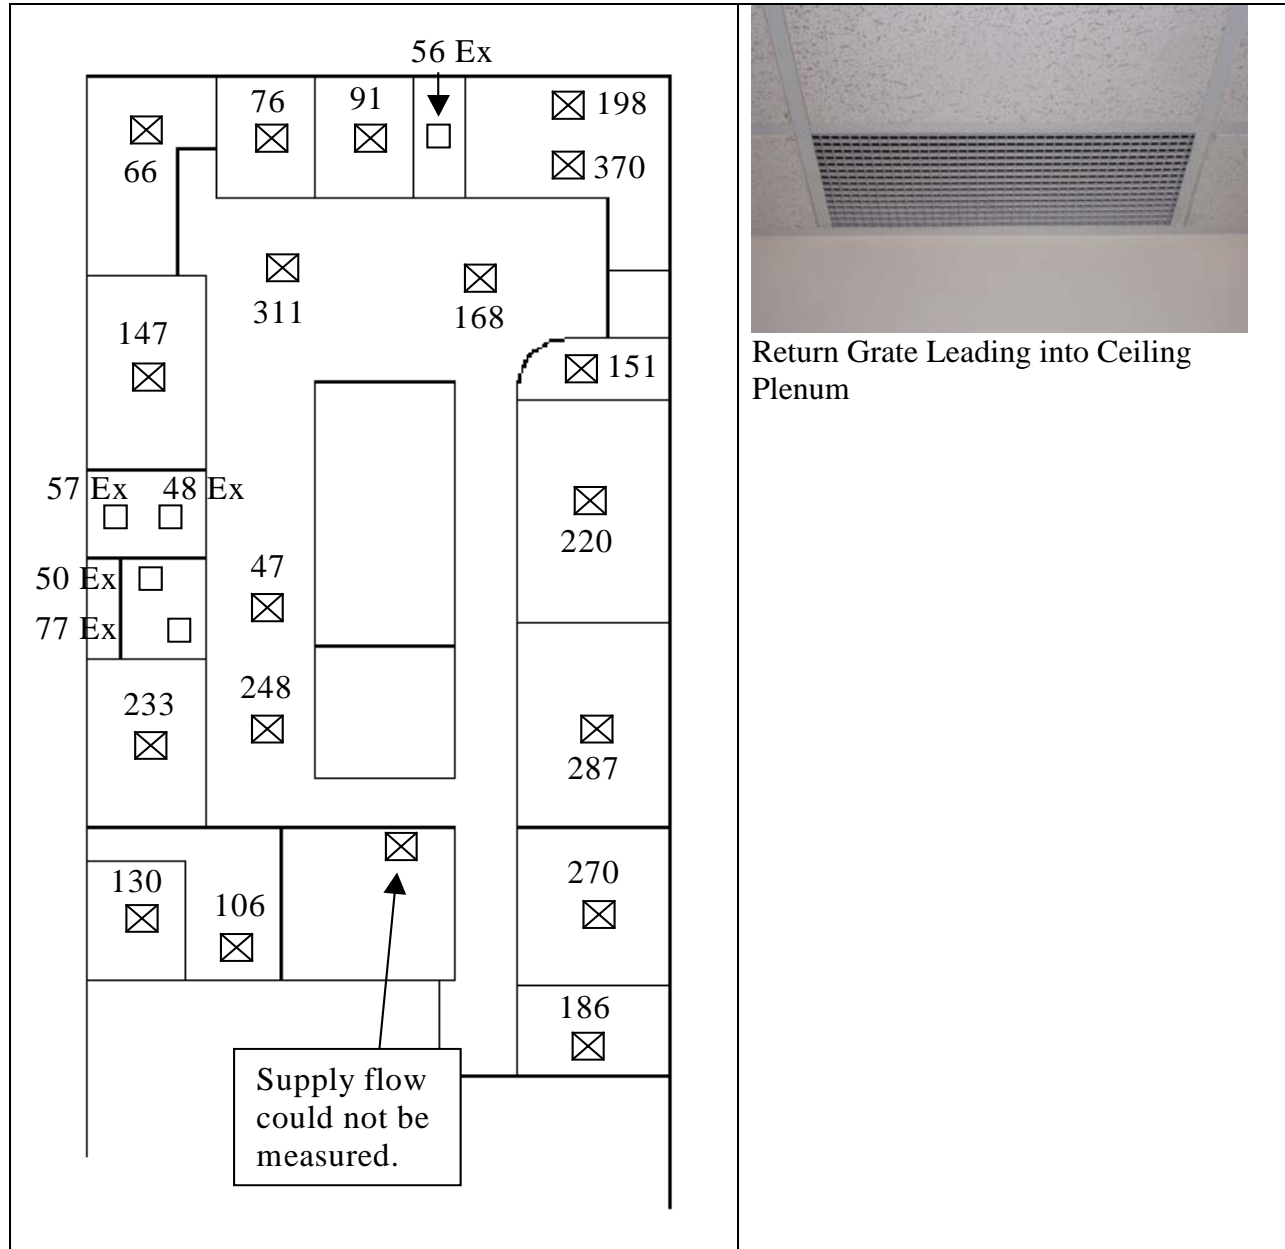 56 Ex
76
91
198
66
370
311
168
147
151
57 Ex
48 Ex
220
50 Ex
47
77 Ex
248
233
287
130
106
270
186
Supply flow
could not be
measured.
Return Grate Leading into Ceiling
Plenum